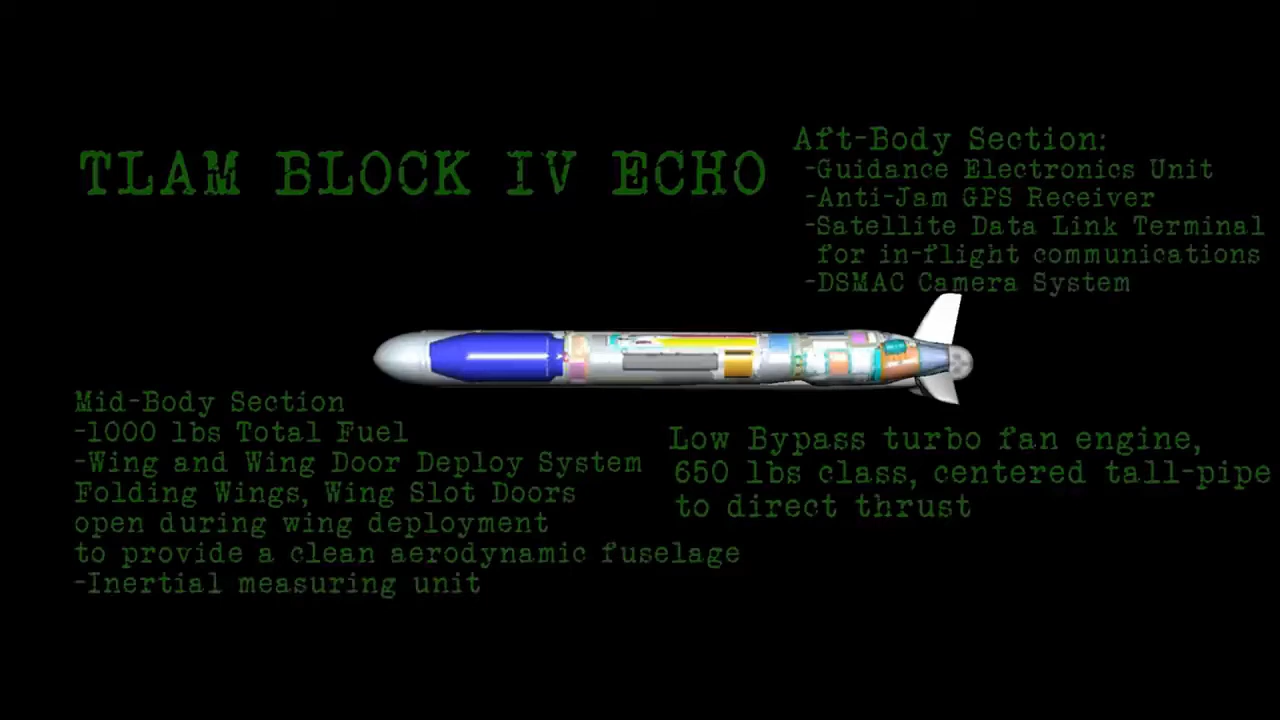 TLAM BLOCK IV ECHO
Aft-Body Section:
-Guidance Electronics Unit
-Anti-Jam GPS Receiver
-Satellite Data Link Terminal
for in-flight communications
-DSMAC Camera System
Mid-Body Section
-1000 lbs Total Fuel
-Wing and Wing Door Deploy System
Folding Wings, Wing Slot Doors
open during wing deployment
to provide a clean aerodynamic fuselage
-Inertial measuring unit
Low Bypass turbo fan engine,
650 lbs class, centered tall-pipe
to direct thrust